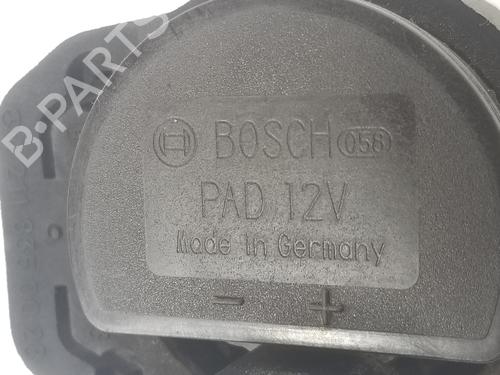 BOSCH 058
PAD 12V
Made in Germany
- +
B-PARTS